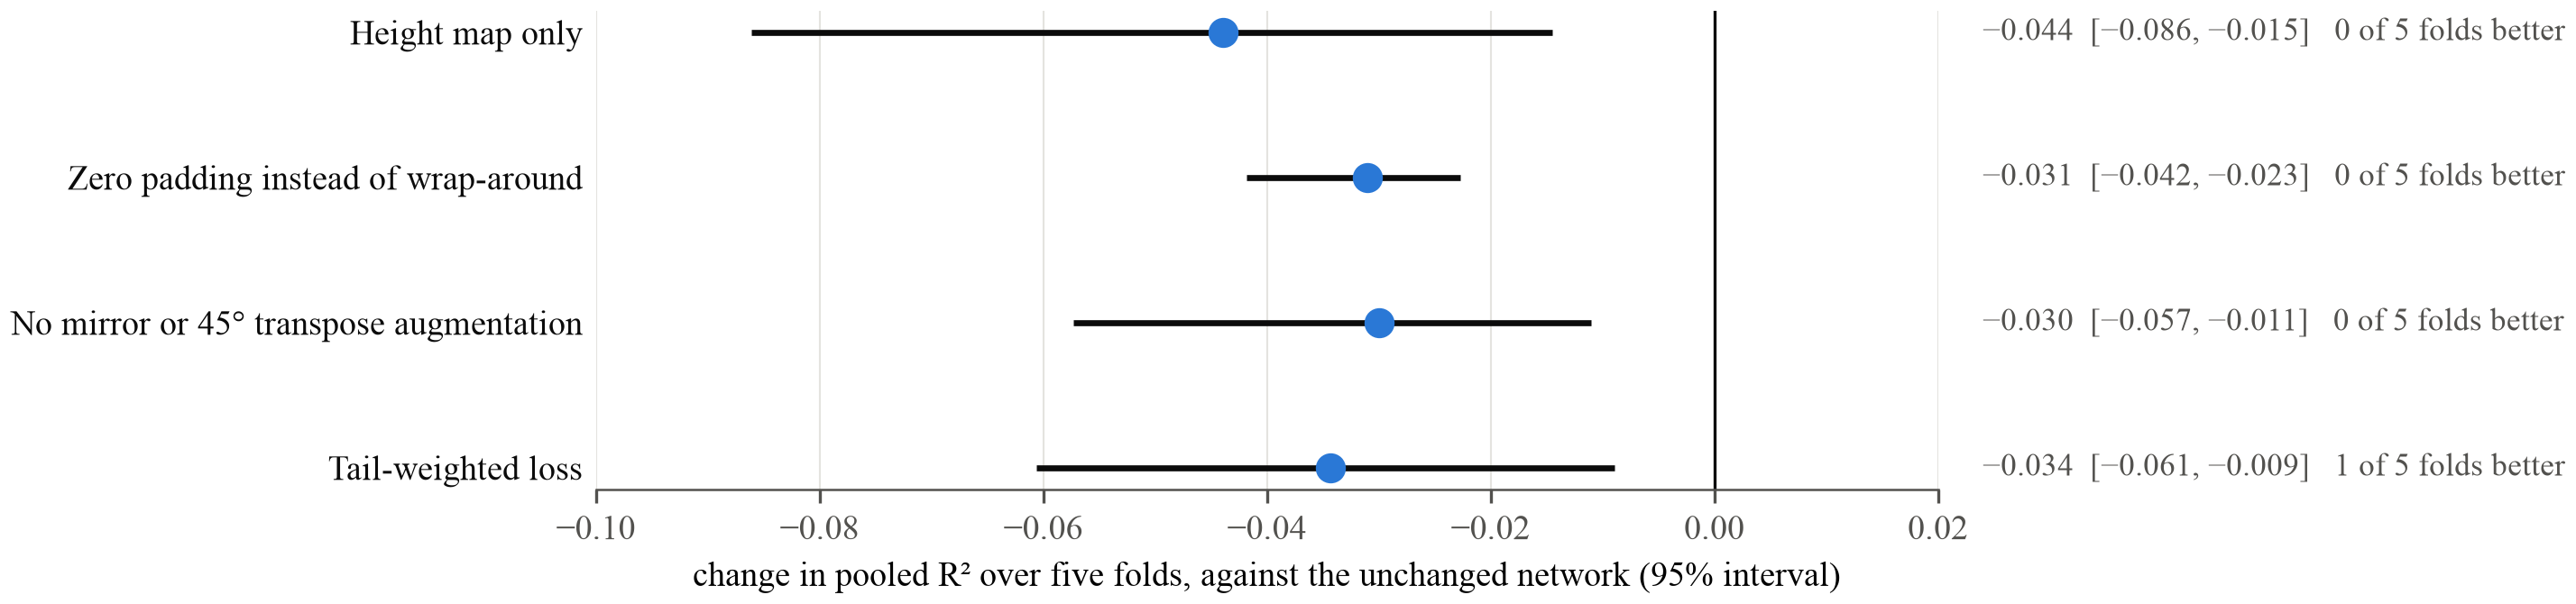 Height map only −0.044 [−0.086, −0.015] 0 of 5 folds better
Zero padding instead of wrap-around −0.031 [−0.042, −0.023] 0 of 5 folds better
No mirror or 45° transpose augmentation −0.030 [−0.057, −0.011] 0 of 5 folds better
Tail-weighted loss −0.034 [−0.061, −0.009] 1 of 5 folds better
−0.10 −0.08 −0.06 −0.04 −0.02 0.00 0.02
change in pooled R² over five folds, against the unchanged network (95% interval)